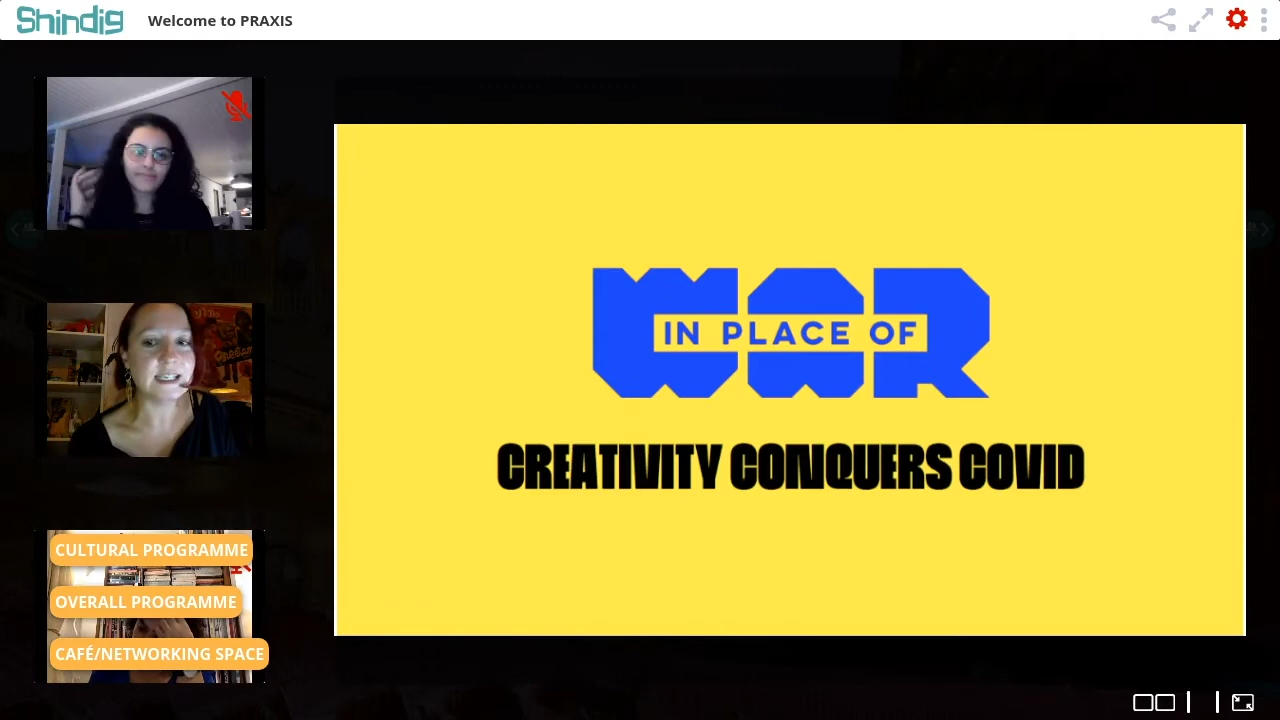 Shindig
Welcome to PRAXIS
WAR
IN PLACE OF
CREATIVITY CONQUERS COVID
CULTURAL PROGRAMME
OVERALL PROGRAMME
CAFÉ/NETWORKING SPACE